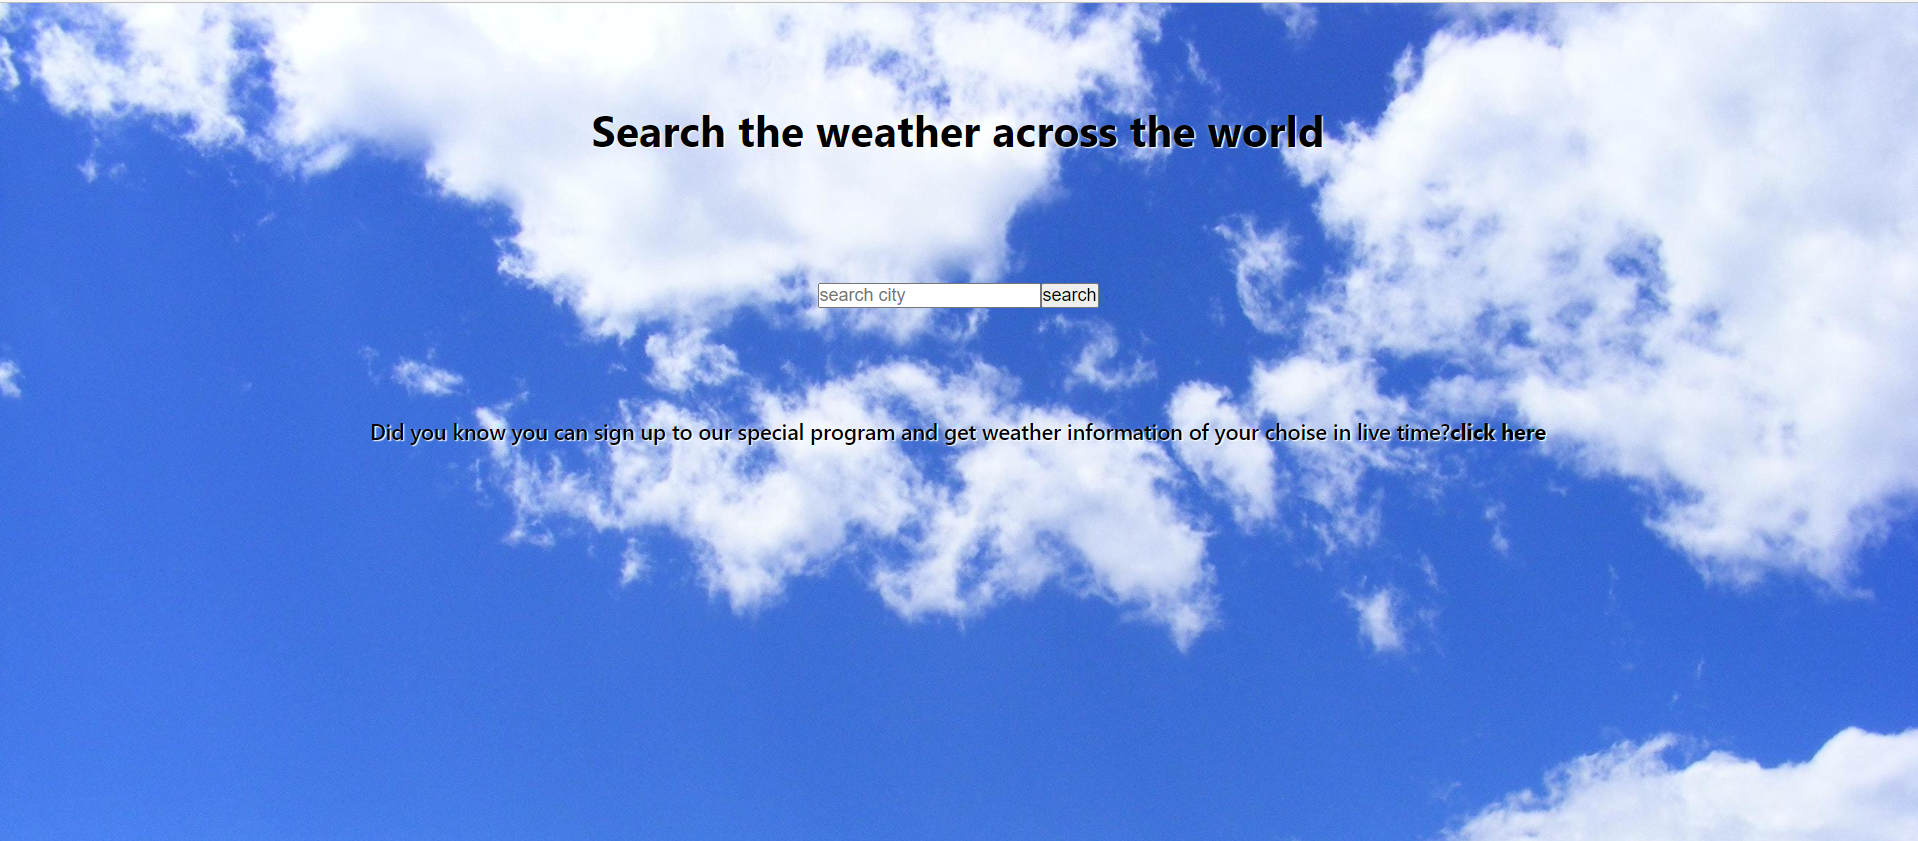 Search the weather across the world
search city search
Did you know you can sign up to our special program and get weather information of your choise in live time?click here